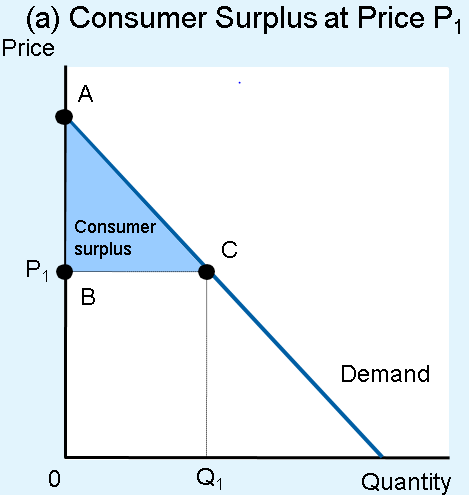 (a) Consumer Surplus at Price P₁
Price
A
Consumer
surplus
C
P₁
B
Demand
0
Q₁
Quantity